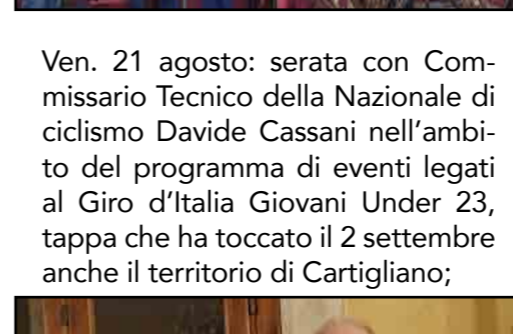 Ven. 21 agosto: serata con Com-
missario Tecnico della Nazionale di
ciclismo Davide Cassani nell’ambi-
to del programma di eventi legati
al Giro d’Italia Giovani Under 23,
tappa che ha toccato il 2 settembre
anche il territorio di Cartigliano;